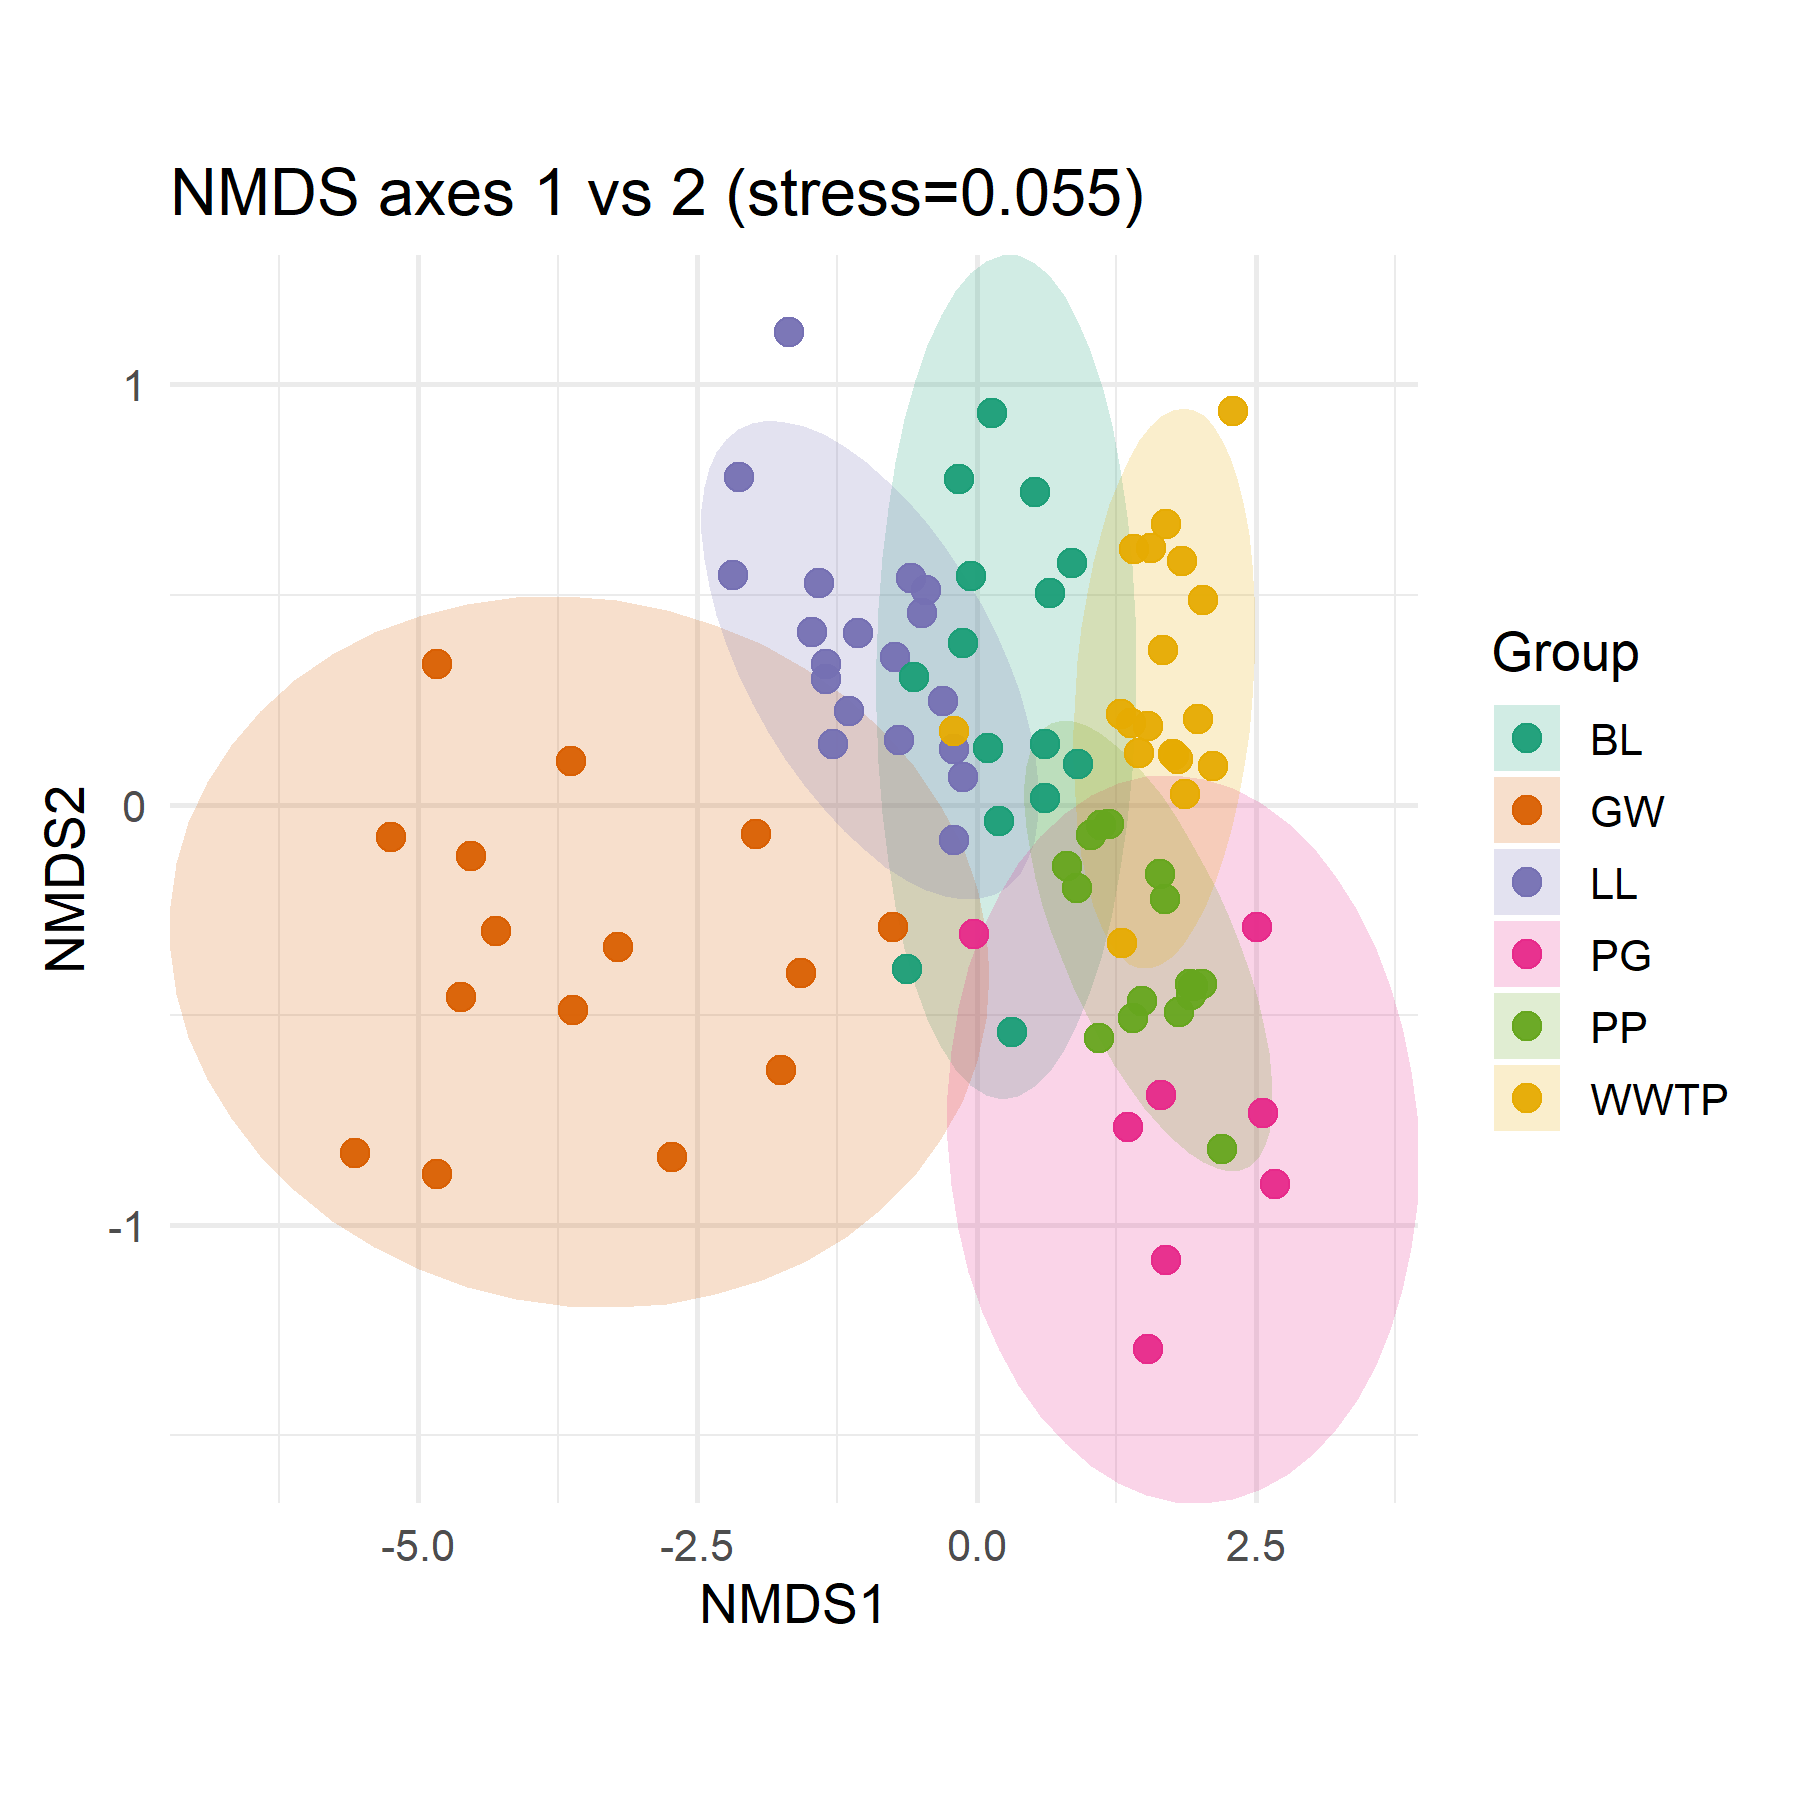 NMDS axes 1 vs 2 (stress=0.055)
1
0
-1
NMDS2
-5.0
-2.5
0.0
2.5
NMDS1
Group
BL
GW
LL
PG
PP
WWTP